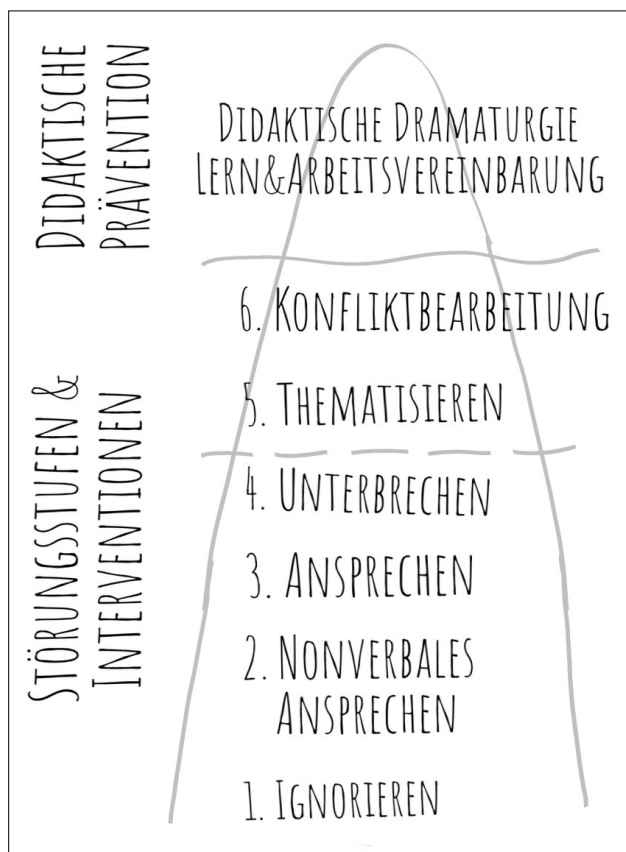 DIDAKTISCHE
PRÄVENTION
DIDAKTISCHE DRAMATURGIE
LERN&ARBEITSVEREINBARUNG
STÖRUNGSSTUFEN &
INTERVENTIONEN
6. KONFLIKTBEARBEITUNG
5. THEMATISIEREN
4. UNTERBRECHEN
3. ANSPRECHEN
2. NONVERBALES
ANSPRECHEN
1. IGNORIEREN